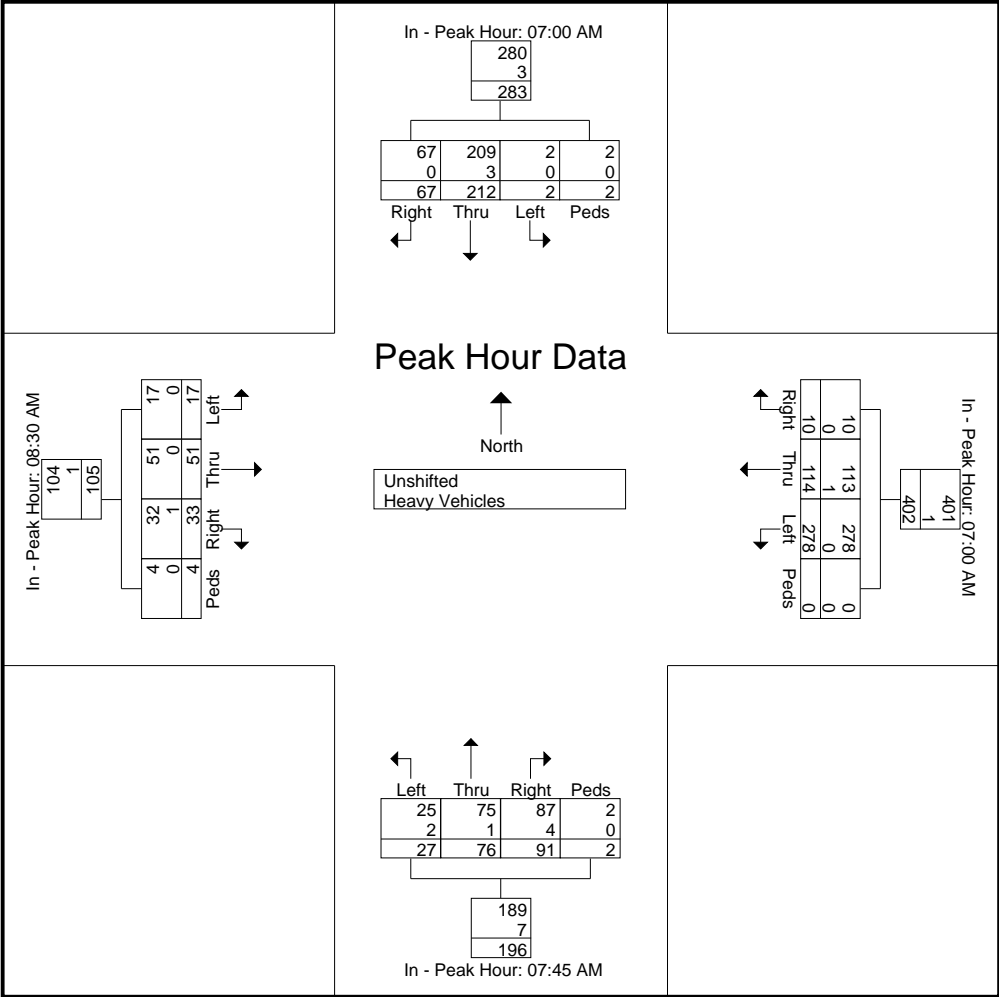 In - Peak Hour: 07:00 AM
280
3
283
67 209 2 2
0 3 0 0
67 212 2 2
Right Thru Left Peds
Peak Hour Data
North
Unshifted
Heavy Vehicles
In - Peak Hour: 08:30 AM
104
1
105
17 51 32 4
0 0 1 0
17 51 33 4
Left Thru Right Peds
In - Peak Hour: 07:00 AM
401
1
402
10 113 278 0
0 1 0 0
10 114 278 0
Right Thru Left Peds
Left Thru Right Peds
25 75 87 2
2 1 4 0
27 76 91 2
189
7
196
In - Peak Hour: 07:45 AM